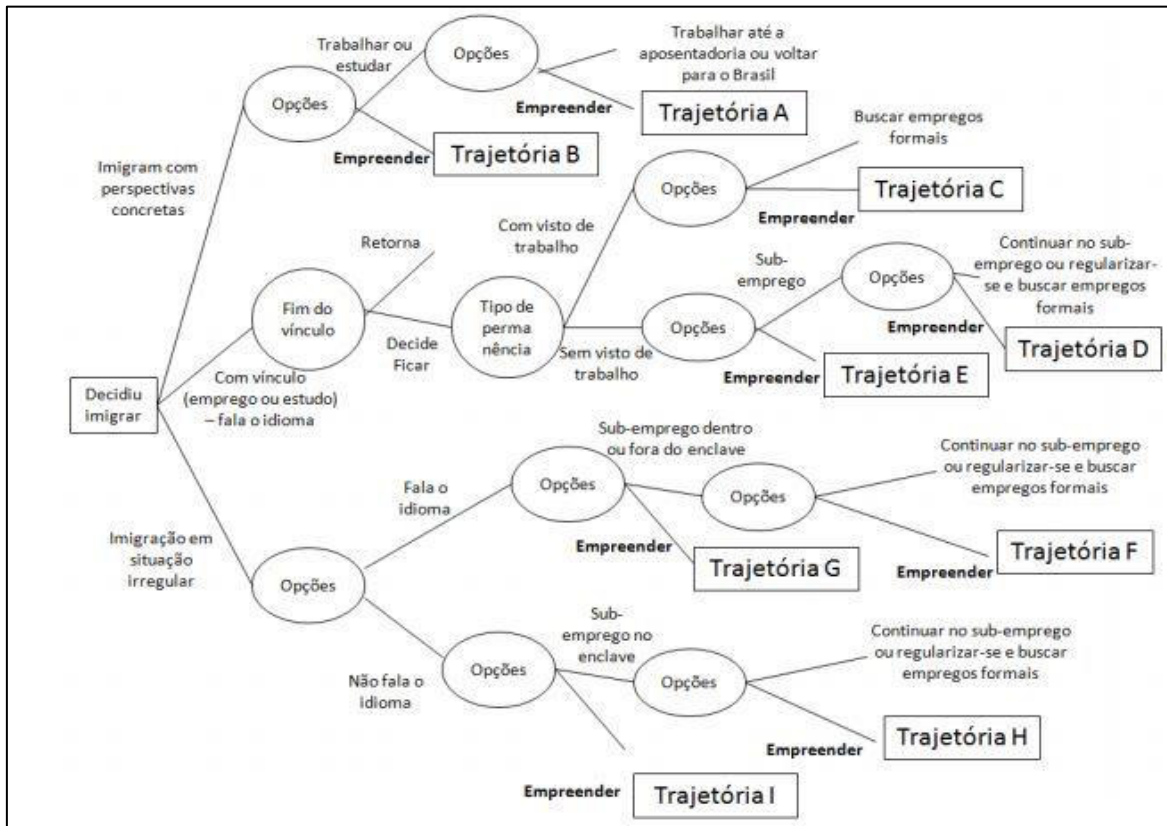 Trabalhar ou
estudar
Opções
Trabalhar até a
aposentadoria ou voltar
para o Brasil
Opções
Empreender
Trajetória A
Empreender
Trajetória B
Buscar empregos
formais
Imigram com
perspectivas
concretas
Opções
Empreender
Trajetória C
Com visto de
trabalho
Retorna
Sub-
emprego
Continuar no sub-
emprego ou regularizar-
se e buscar empregos
formais
Opções
Fim do
vínculo
Tipo de
perma
nência
Opções
Empreender
Trajetória D
Decide
Ficar
Sem visto de
trabalho
Empreender
Trajetória E
Decidiu
imigrar
Com vínculo
(emprego ou estudo)
– fala o idioma
Sub-emprego dentro
ou fora do enclave
Continuar no sub-emprego
ou regularizar-se e buscar
empregos formais
Fala o
idioma
Opções
Opções
Imigração em
situação
irregular
Empreender
Trajetória G
Empreender
Trajetória F
Opções
Sub-
emprego no
enclave
Continuar no sub-emprego
ou regularizar-se e buscar
empregos formais
Não fala o
idioma
Opções
Opções
Empreender
Trajetória H
Empreender
Trajetória I